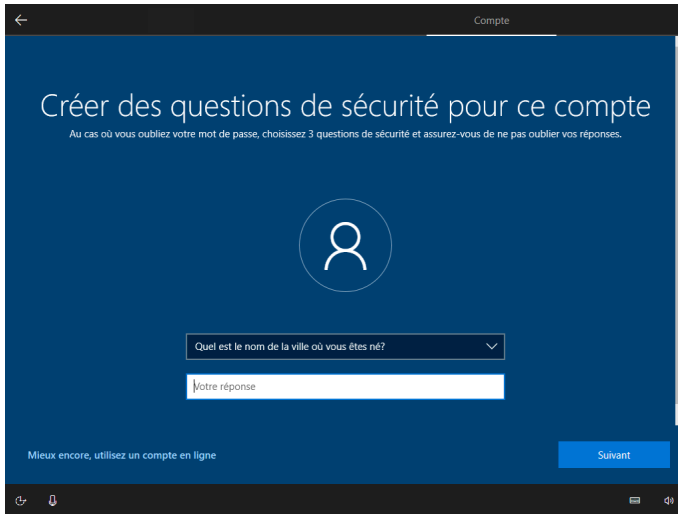 Compte
Créer des questions de sécurité pour ce compte
Au cas où vous oubliez votre mot de passe, choisissez 3 questions de sécurité et assurez-vous de ne pas oublier vos réponses.
Quel est le nom de la ville où vous êtes né?
Votre réponse
Mieux encore, utilisez un compte en ligne
Suivant